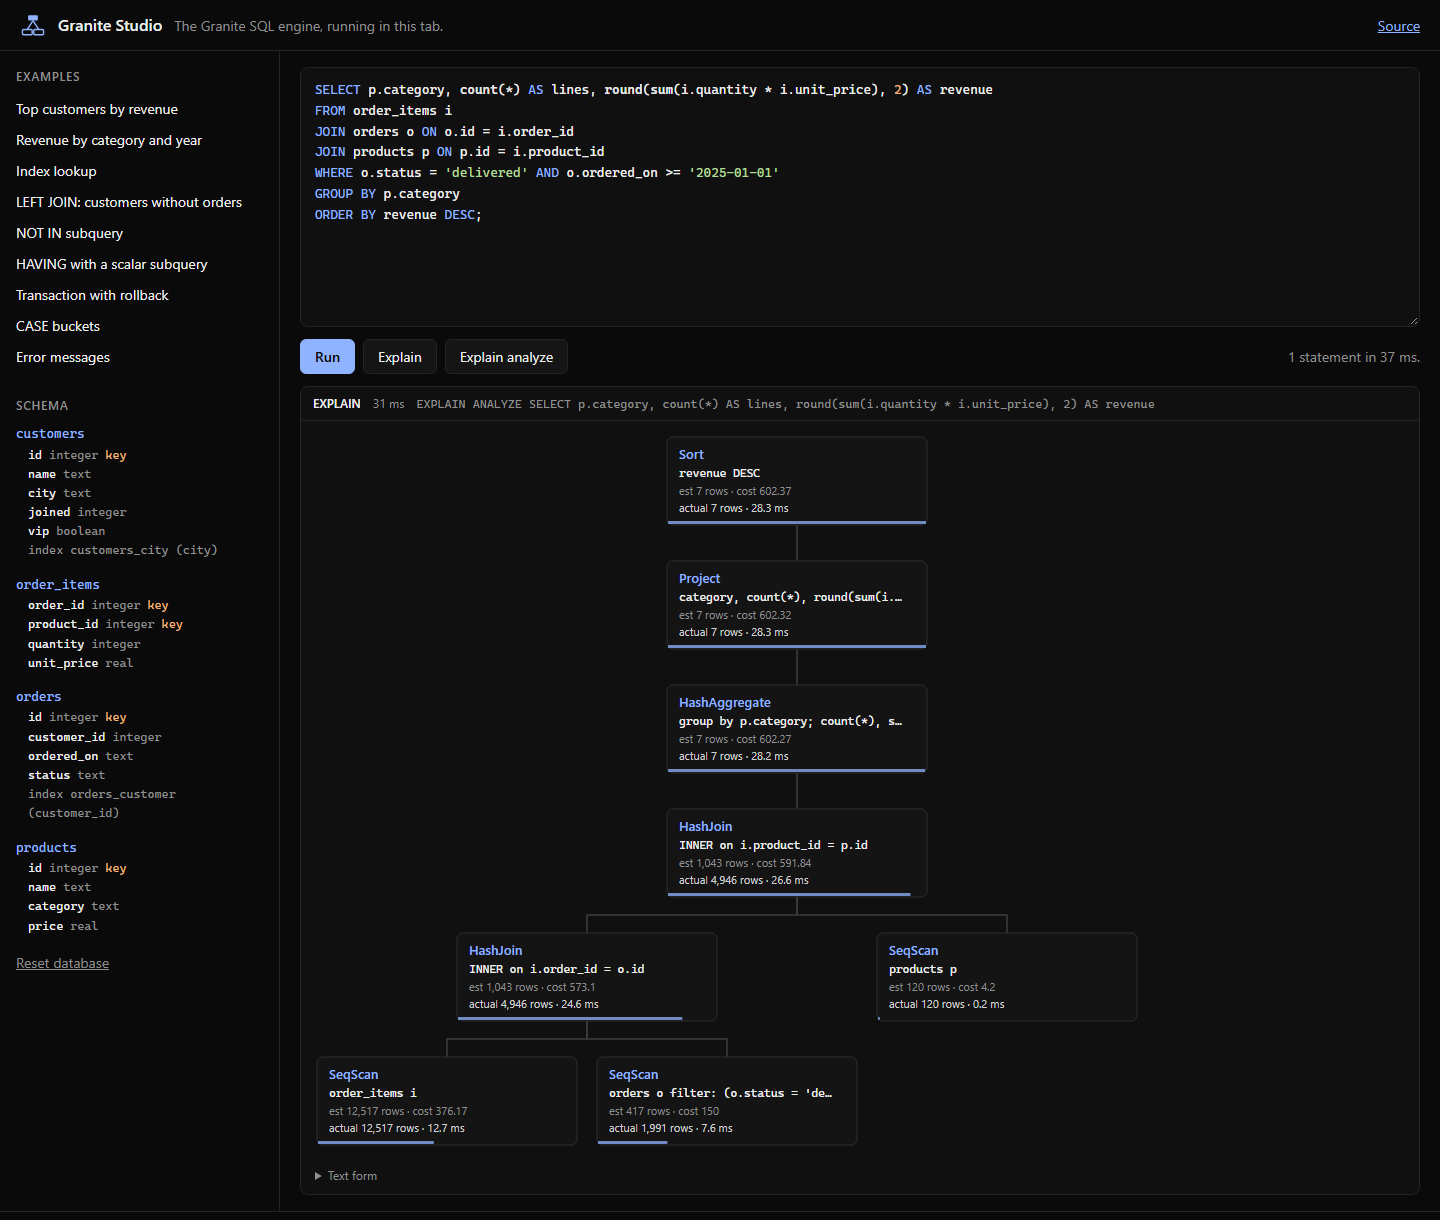 Granite Studio The Granite SQL engine, running in this tab. Source
EXAMPLES
Top customers by revenue
Revenue by category and year
Index lookup
LEFT JOIN: customers without orders
NOT IN subquery
HAVING with a scalar subquery
Transaction with rollback
CASE buckets
Error messages
SCHEMA
customers
id integer key
name text
city text
joined integer
vip boolean
index customers_city (city)
order_items
order_id integer key
product_id integer key
quantity integer
unit_price real
orders
id integer key
customer_id integer
ordered_on text
status text
index orders_customer
(customer_id)
products
id integer key
name text
category text
price real
Reset database
SELECT p.category, count(*) AS lines, round(sum(i.quantity * i.unit_price), 2) AS revenue
FROM order_items i
JOIN orders o ON o.id = i.order_id
JOIN products p ON p.id = i.product_id
WHERE o.status = 'delivered' AND o.ordered_on >= '2025-01-01'
GROUP BY p.category
ORDER BY revenue DESC;
Run Explain Explain analyze 1 statement in 37 ms.
EXPLAIN 31 ms EXPLAIN ANALYZE SELECT p.category, count(*) AS lines, round(sum(i.quantity * i.unit_price), 2) AS revenue
Sort
revenue DESC
est 7 rows · cost 602.37
actual 7 rows · 28.3 ms
Project
category, count(*), round(sum(i.…
est 7 rows · cost 602.32
actual 7 rows · 28.3 ms
HashAggregate
group by p.category; count(*), s…
est 7 rows · cost 602.27
actual 7 rows · 28.2 ms
HashJoin
INNER on i.product_id = p.id
est 1,043 rows · cost 591.84
actual 4,946 rows · 26.6 ms
HashJoin
INNER on i.order_id = o.id
est 1,043 rows · cost 573.1
actual 4,946 rows · 24.6 ms
SeqScan
products p
est 120 rows · cost 4.2
actual 120 rows · 0.2 ms
SeqScan
order_items i
est 12,517 rows · cost 376.17
actual 12,517 rows · 12.7 ms
SeqScan
orders o filter: (o.status = 'de…
est 417 rows · cost 150
actual 1,991 rows · 7.6 ms
Text form